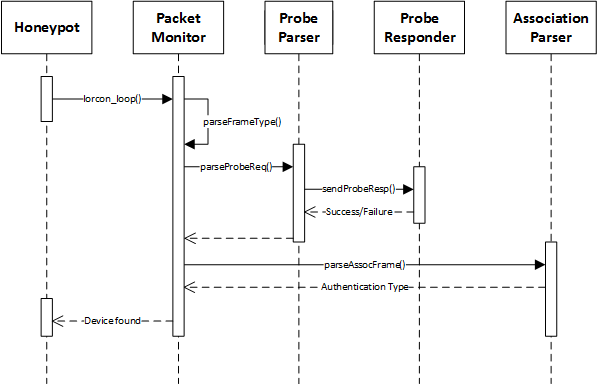 Honeypot
Packet
Monitor
Probe
Parser
Probe
Responder
Association
Parser
lorcon_loop()
parseFrameType()
parseProbeReq()
sendProbeResp()
Success/Failure
parseAssocFrame()
Authentication Type
Device found